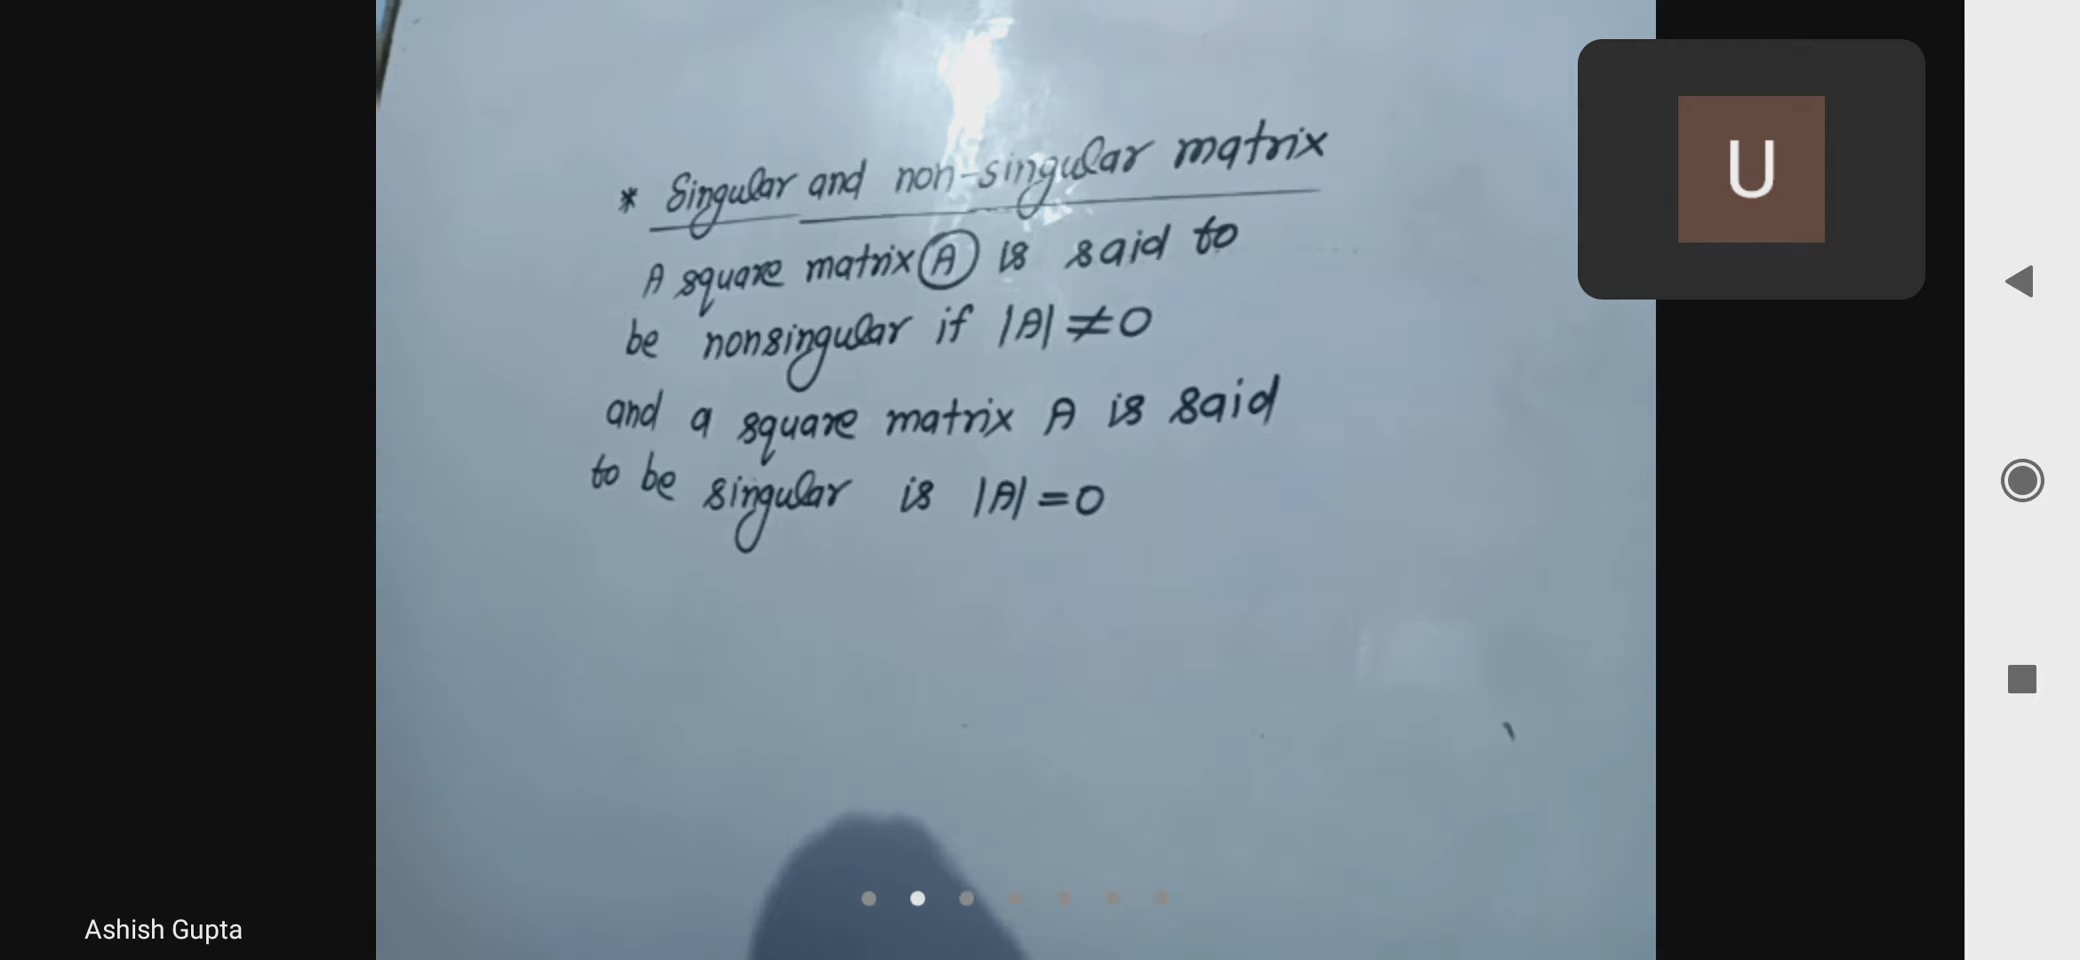 * Singular and non-singular matrix
A square matrix A is said to
be nonsingular if |A| ≠ 0
and a square matrix A is said
to be singular is |A| = 0
U
Ashish Gupta